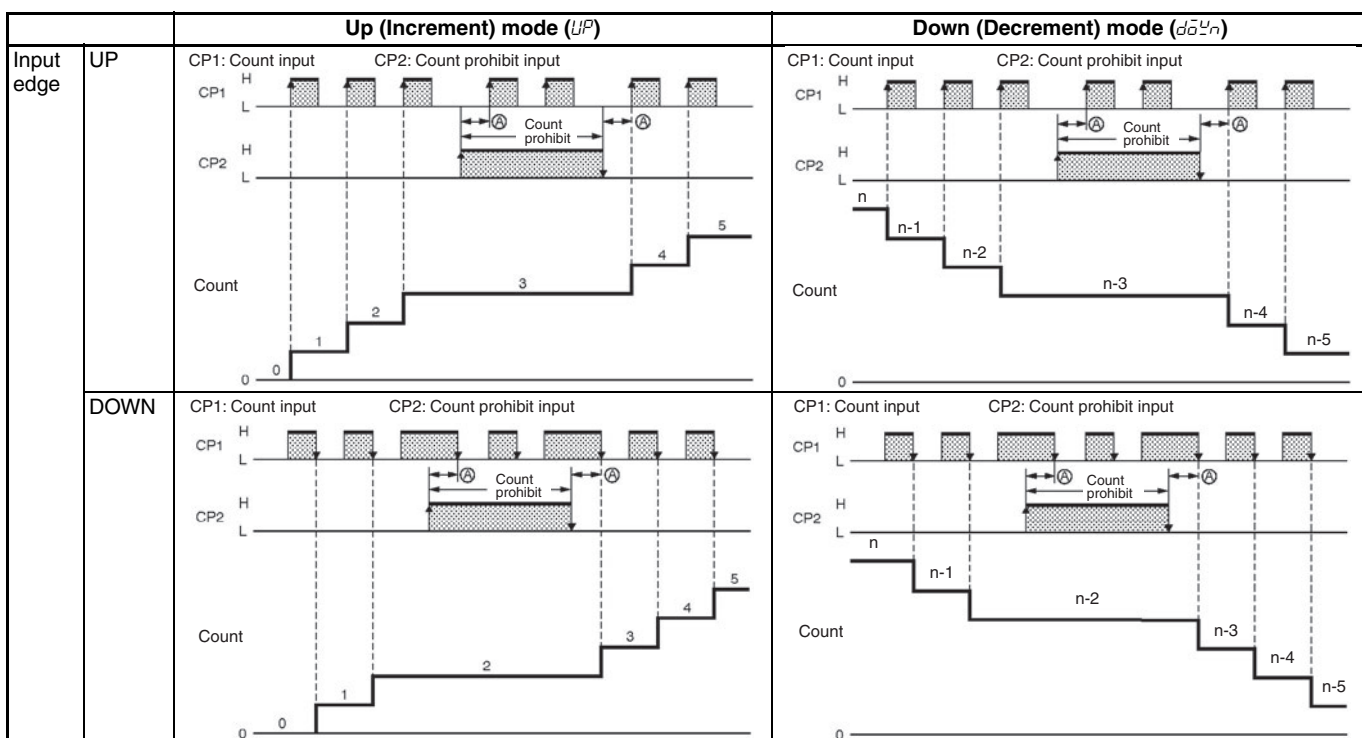 Up (Increment) mode (UP)
Down (Decrement) mode (doYn)
Input edge
UP
CP1: Count input CP2: Count prohibit input
H
CP1
L
Ⓐ Count prohibit Ⓐ
H
CP2
L
Count
0 1 2 3 4 5
0
CP1: Count input CP2: Count prohibit input
H
CP1
L
Ⓐ Count prohibit Ⓐ
H
CP2
L
Count
n n-1 n-2 n-3 n-4 n-5
0
DOWN
CP1: Count input CP2: Count prohibit input
H
CP1
L
Ⓐ Count prohibit Ⓐ
H
CP2
L
Count
0 1 2 3 4 5
0
CP1: Count input CP2: Count prohibit input
H
CP1
L
Ⓐ Count prohibit Ⓐ
H
CP2
L
Count
n n-1 n-2 n-3 n-4 n-5
0